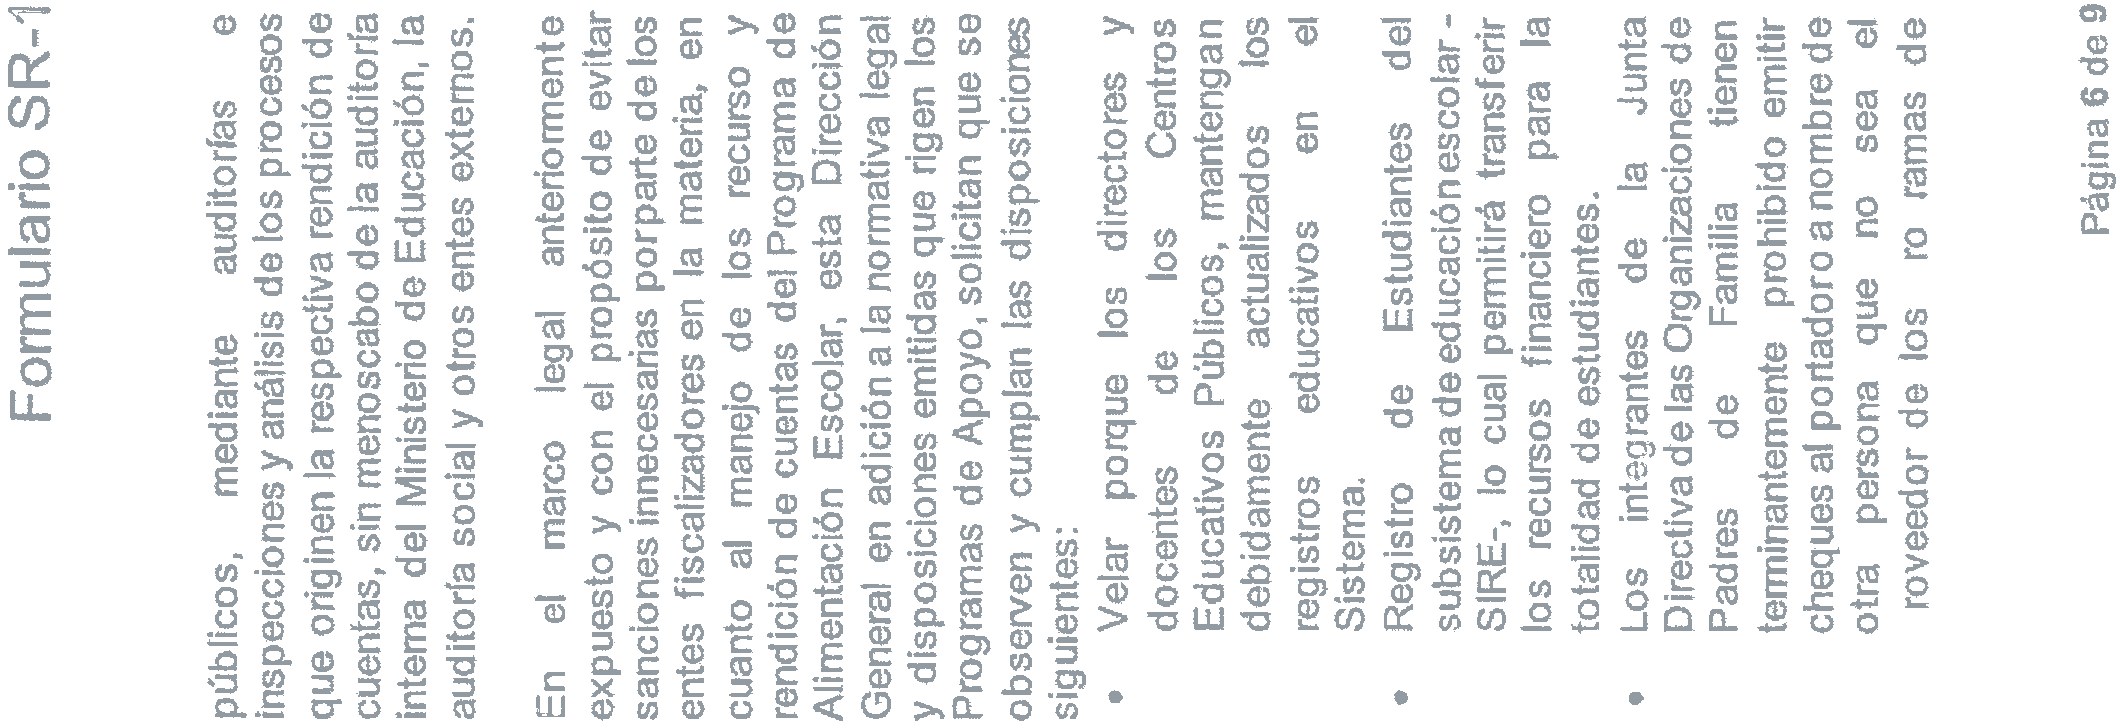 Formulario SR-1
públicos, mediante auditorías e
inspecciones y análisis de los procesos
que originen la respectiva rendición de
cuentas, sin menoscabo de la auditoría
interna del Ministerio de Educación, la
auditoría social y otros entes externos.
En el marco legal anteriormente
expuesto y con el propósito de evitar
sanciones innecesarias por parte de los
entes fiscalizadores en la materia, en
cuanto al manejo de los recurso y
rendición de cuentas del Programa de
Alimentación Escolar, esta Dirección
General en adición a la normativa legal
y disposiciones emitidas que rigen los
Programas de Apoyo, solicitan que se
observen y cumplan las disposiciones
siguientes:
• Velar porque los directores y
docentes de los Centros
Educativos Públicos, mantengan
debidamente actualizados los
registros educativos en el
Sistema.
• Registro de Estudiantes del
subsistema de educación escolar -
SIRE-, lo cual permitirá transferir
los recursos financiero para la
totalidad de estudiantes.
• Los integrantes de la Junta
Directiva de las Organizaciones de
Padres de Familia tienen
terminantemente prohibido emitir
cheques al portador o a nombre de
otra persona que no sea el
roveedor de los ro ramas de
Página 6 de 9